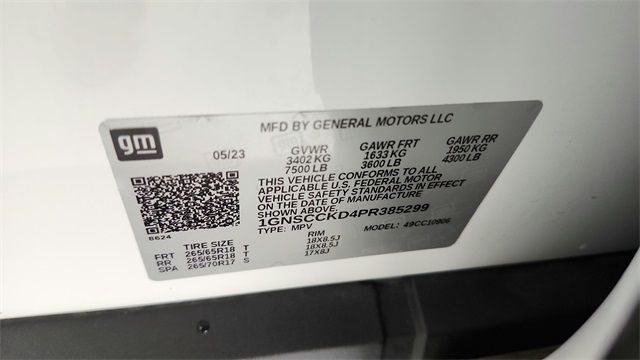 gm
MFD BY GENERAL MOTORS LLC
05/23 GVWR GAWR FRT GAWR RR
3402 KG 1633 KG 1950 KG
7500 LB 3600 LB 4300 LB
THIS VEHICLE CONFORMS TO ALL
APPLICABLE U.S. FEDERAL MOTOR
VEHICLE SAFETY STANDARDS IN EFFECT
ON THE DATE OF MANUFACTURE
SHOWN ABOVE.
1GNSCCKD4PR385299
TYPE: MPV MODEL: 49CC10906
8624
TIRE SIZE RIM
FRT 265/65R18 T 18X8.5J
RR 265/65R18 T 18X8.5J
SPA 265/70R17 S 17X8J